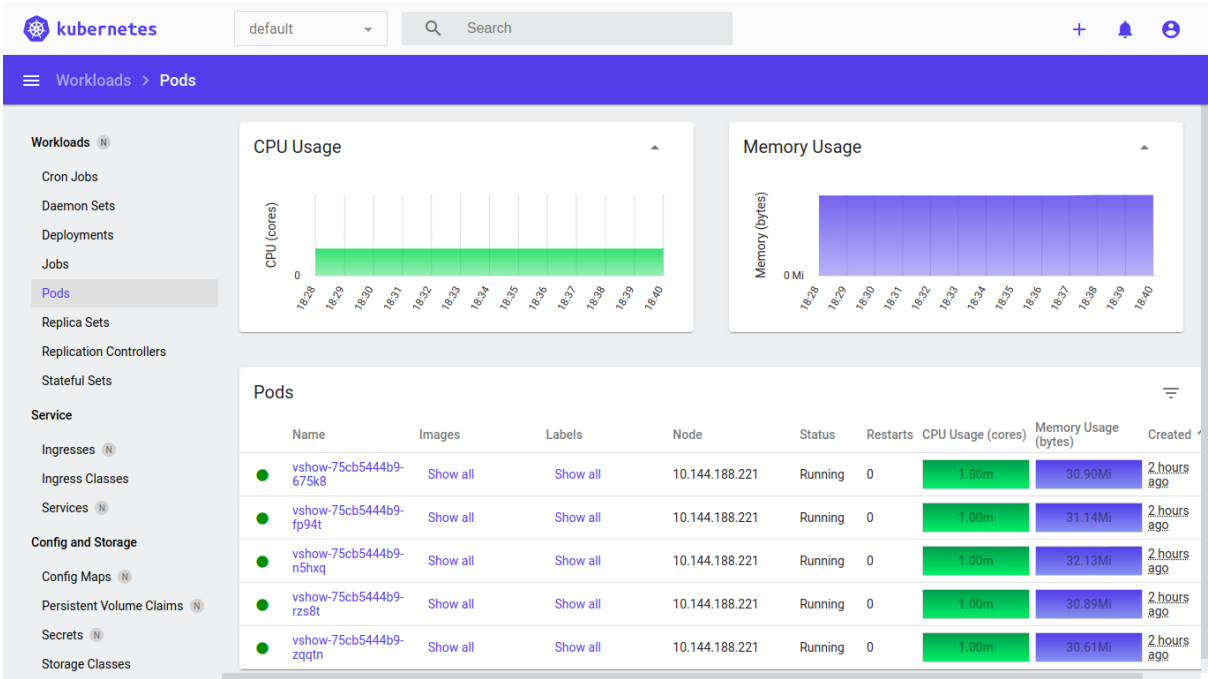 kubernetes
default
Search
Workloads > Pods
Workloads N
Cron Jobs
Daemon Sets
Deployments
Jobs
Pods
Replica Sets
Replication Controllers
Stateful Sets
Service
Ingresses N
Ingress Classes
Services N
Config and Storage
Config Maps N
Persistent Volume Claims N
Secrets N
Storage Classes
CPU Usage
CPU (cores)
0
18:28 18:29 18:30 18:31 18:32 18:33 18:34 18:35 18:36 18:37 18:38 18:39 18:40
Memory Usage
Memory (bytes)
0 Mi
18:28 18:29 18:30 18:31 18:32 18:33 18:34 18:35 18:36 18:37 18:38 18:39 18:40
Pods
Name Images Labels Node Status Restarts CPU Usage (cores) Memory Usage (bytes) Created
vshow-75cb5444b9-675k8 Show all Show all 10.144.188.221 Running 0 1.00m 30.90Mi 2 hours ago
vshow-75cb5444b9-fp94t Show all Show all 10.144.188.221 Running 0 1.00m 31.14Mi 2 hours ago
vshow-75cb5444b9-n5hxq Show all Show all 10.144.188.221 Running 0 1.00m 32.13Mi 2 hours ago
vshow-75cb5444b9-rzs8t Show all Show all 10.144.188.221 Running 0 1.00m 30.89Mi 2 hours ago
vshow-75cb5444b9-zqqtn Show all Show all 10.144.188.221 Running 0 1.00m 30.61Mi 2 hours ago